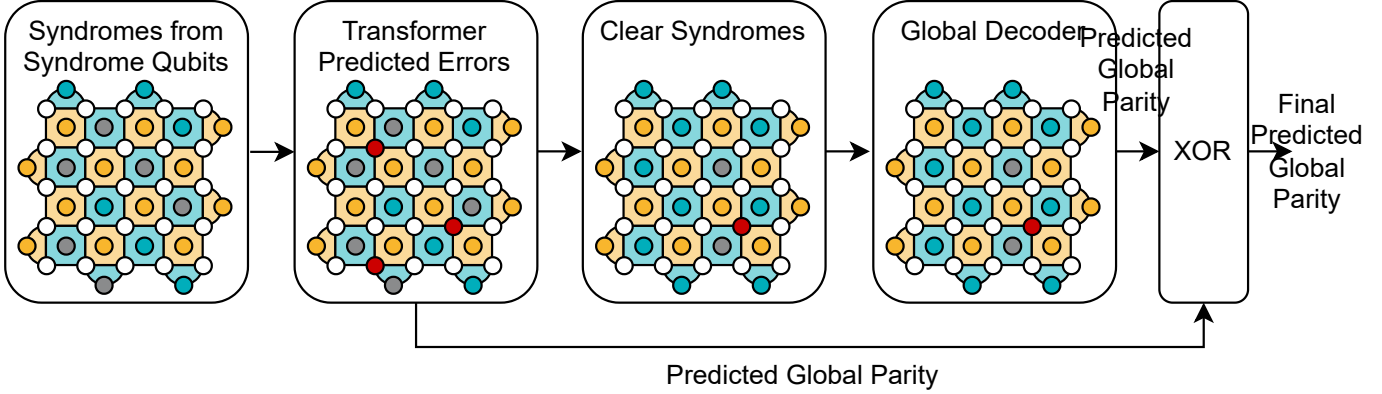 Syndromes from
Syndrome Qubits
Transformer
Predicted Errors
Clear Syndromes
Global Decoder
Predicted
Global
Parity
XOR
Final
Predicted
Global
Parity
Predicted Global Parity